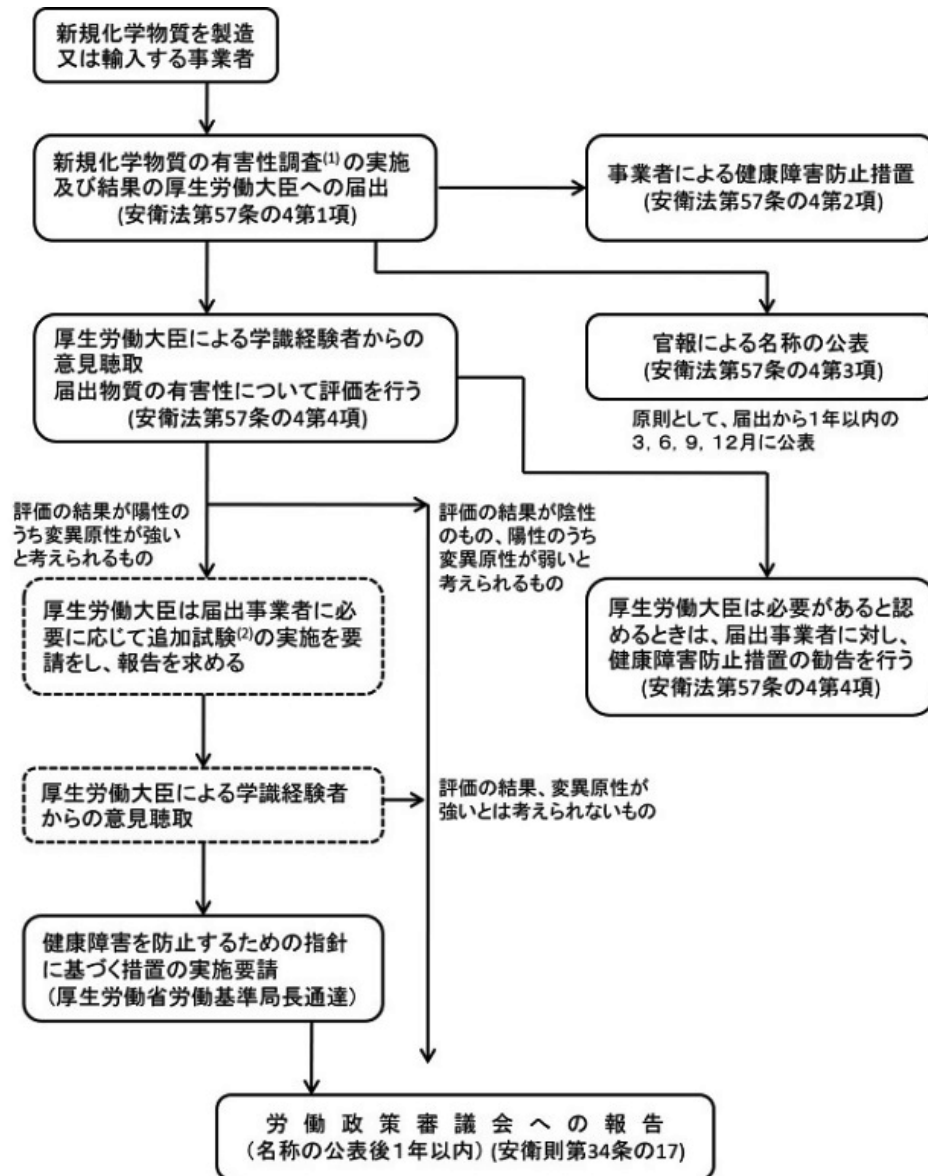 新規化学物質を製造
又は輸入する事業者
新規化学物質の有害性調査(1)の実施
及び結果の厚生労働大臣への届出
(安衛法第57条の4第1項)
事業者による健康障害防止措置
(安衛法第57条の4第2項)
厚生労働大臣による学識経験者からの
意見聴取
届出物質の有害性について評価を行う
(安衛法第57条の4第4項)
官報による名称の公表
(安衛法第57条の4第3項)
原則として、届出から1年以内の
3, 6, 9, 12月に公表
評価の結果が陽性の
うち変異原性が強い
と考えられるもの
評価の結果が陰性
のもの、陽性のうち
変異原性が弱いと
考えられるもの
厚生労働大臣は届出事業者に必
要に応じて追加試験(2)の実施を要
請をし、報告を求める
厚生労働大臣は必要があると認
めるときは、届出事業者に対し、
健康障害防止措置の勧告を行う
(安衛法第57条の4第4項)
厚生労働大臣による学識経験者
からの意見聴取
評価の結果、変異原性が
強いとは考えられないもの
健康障害を防止するための指針
に基づく措置の実施要請
(厚生労働省労働基準局長通達)
労働政策審議会への報告
(名称の公表後1年以内) (安衛則第34条の17)